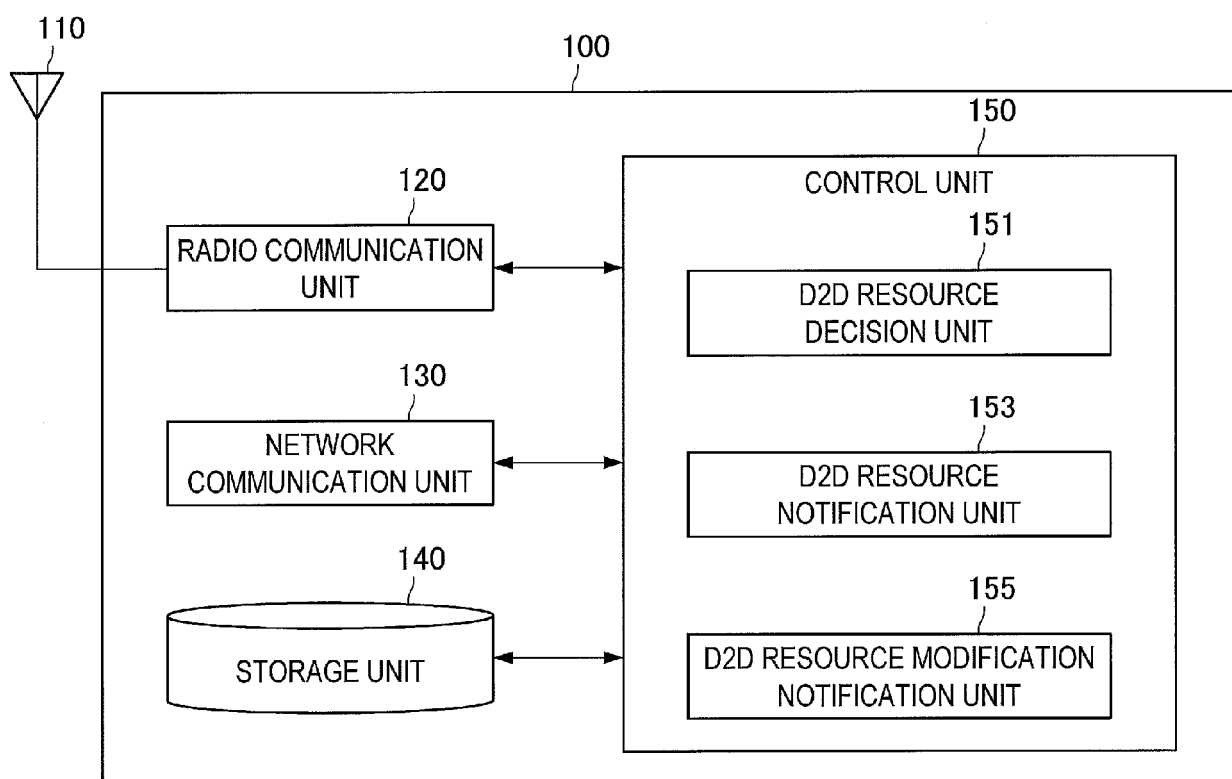 110
100
150
CONTROL UNIT
120
RADIO COMMUNICATION
UNIT
151
D2D RESOURCE
DECISION UNIT
130
NETWORK
COMMUNICATION UNIT
153
D2D RESOURCE
NOTIFICATION UNIT
140
STORAGE UNIT
155
D2D RESOURCE MODIFICATION
NOTIFICATION UNIT